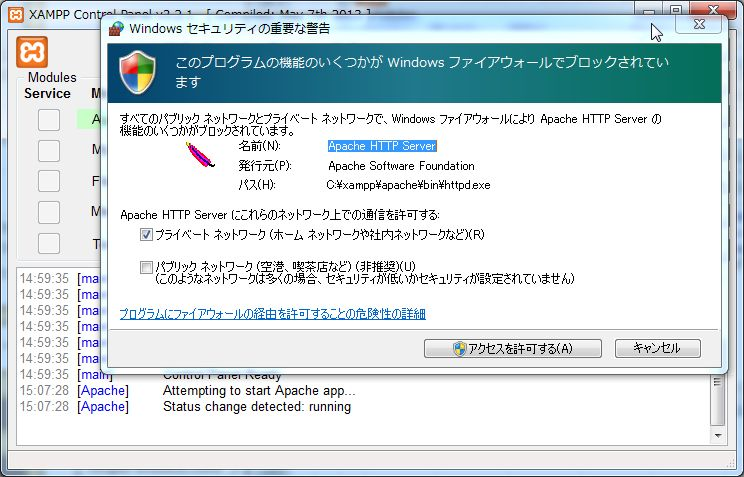 XAMPP Control Panel v3.2.1 [ Compiled: May 7th 2013 ]
Windows セキュリティの重要な警告
このプログラムの機能のいくつかが Windows ファイアウォールでブロックされてい
ます
Modules
Service
すべてのパブリック ネットワークとプライベート ネットワークで、Windows ファイアウォールにより Apache HTTP Server の
機能のいくつかがブロックされています。
名前(N): Apache HTTP Server
発行元(P): Apache Software Foundation
パス(H): C:¥xampp¥apache¥bin¥httpd.exe
Apache HTTP Server にこれらのネットワーク上での通信を許可する:
プライベート ネットワーク (ホーム ネットワークや社内ネットワークなど)(R)
パブリック ネットワーク (空港、喫茶店など) (非推奨)(U)
(このようなネットワークは多くの場合、セキュリティが低いかセキュリティが設定されていません)
プログラムにファイアウォールの経由を許可することの危険性の詳細
アクセスを許可する(A) キャンセル
14:59:35
14:59:35
14:59:35
14:59:35
14:59:35
14:59:35 [main] Control Panel Ready
15:07:28 [Apache] Attempting to start Apache app...
15:07:28 [Apache] Status change detected: running